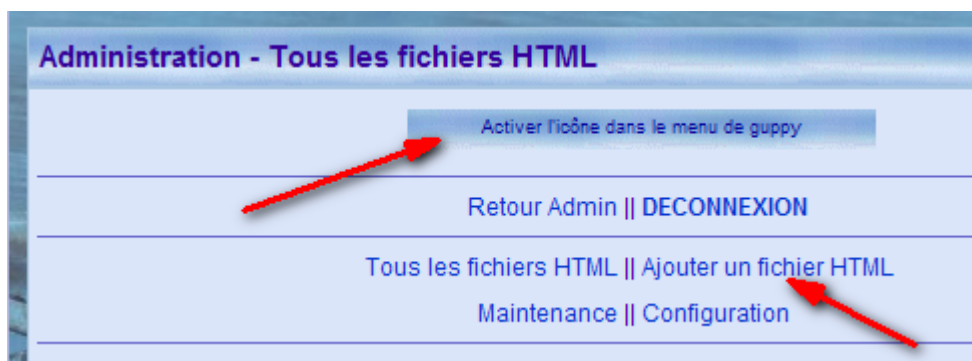 Administration - Tous les fichiers HTML
Activer l'icône dans le menu de guppy
Retour Admin || DECONNEXION
Tous les fichiers HTML || Ajouter un fichier HTML
Maintenance || Configuration